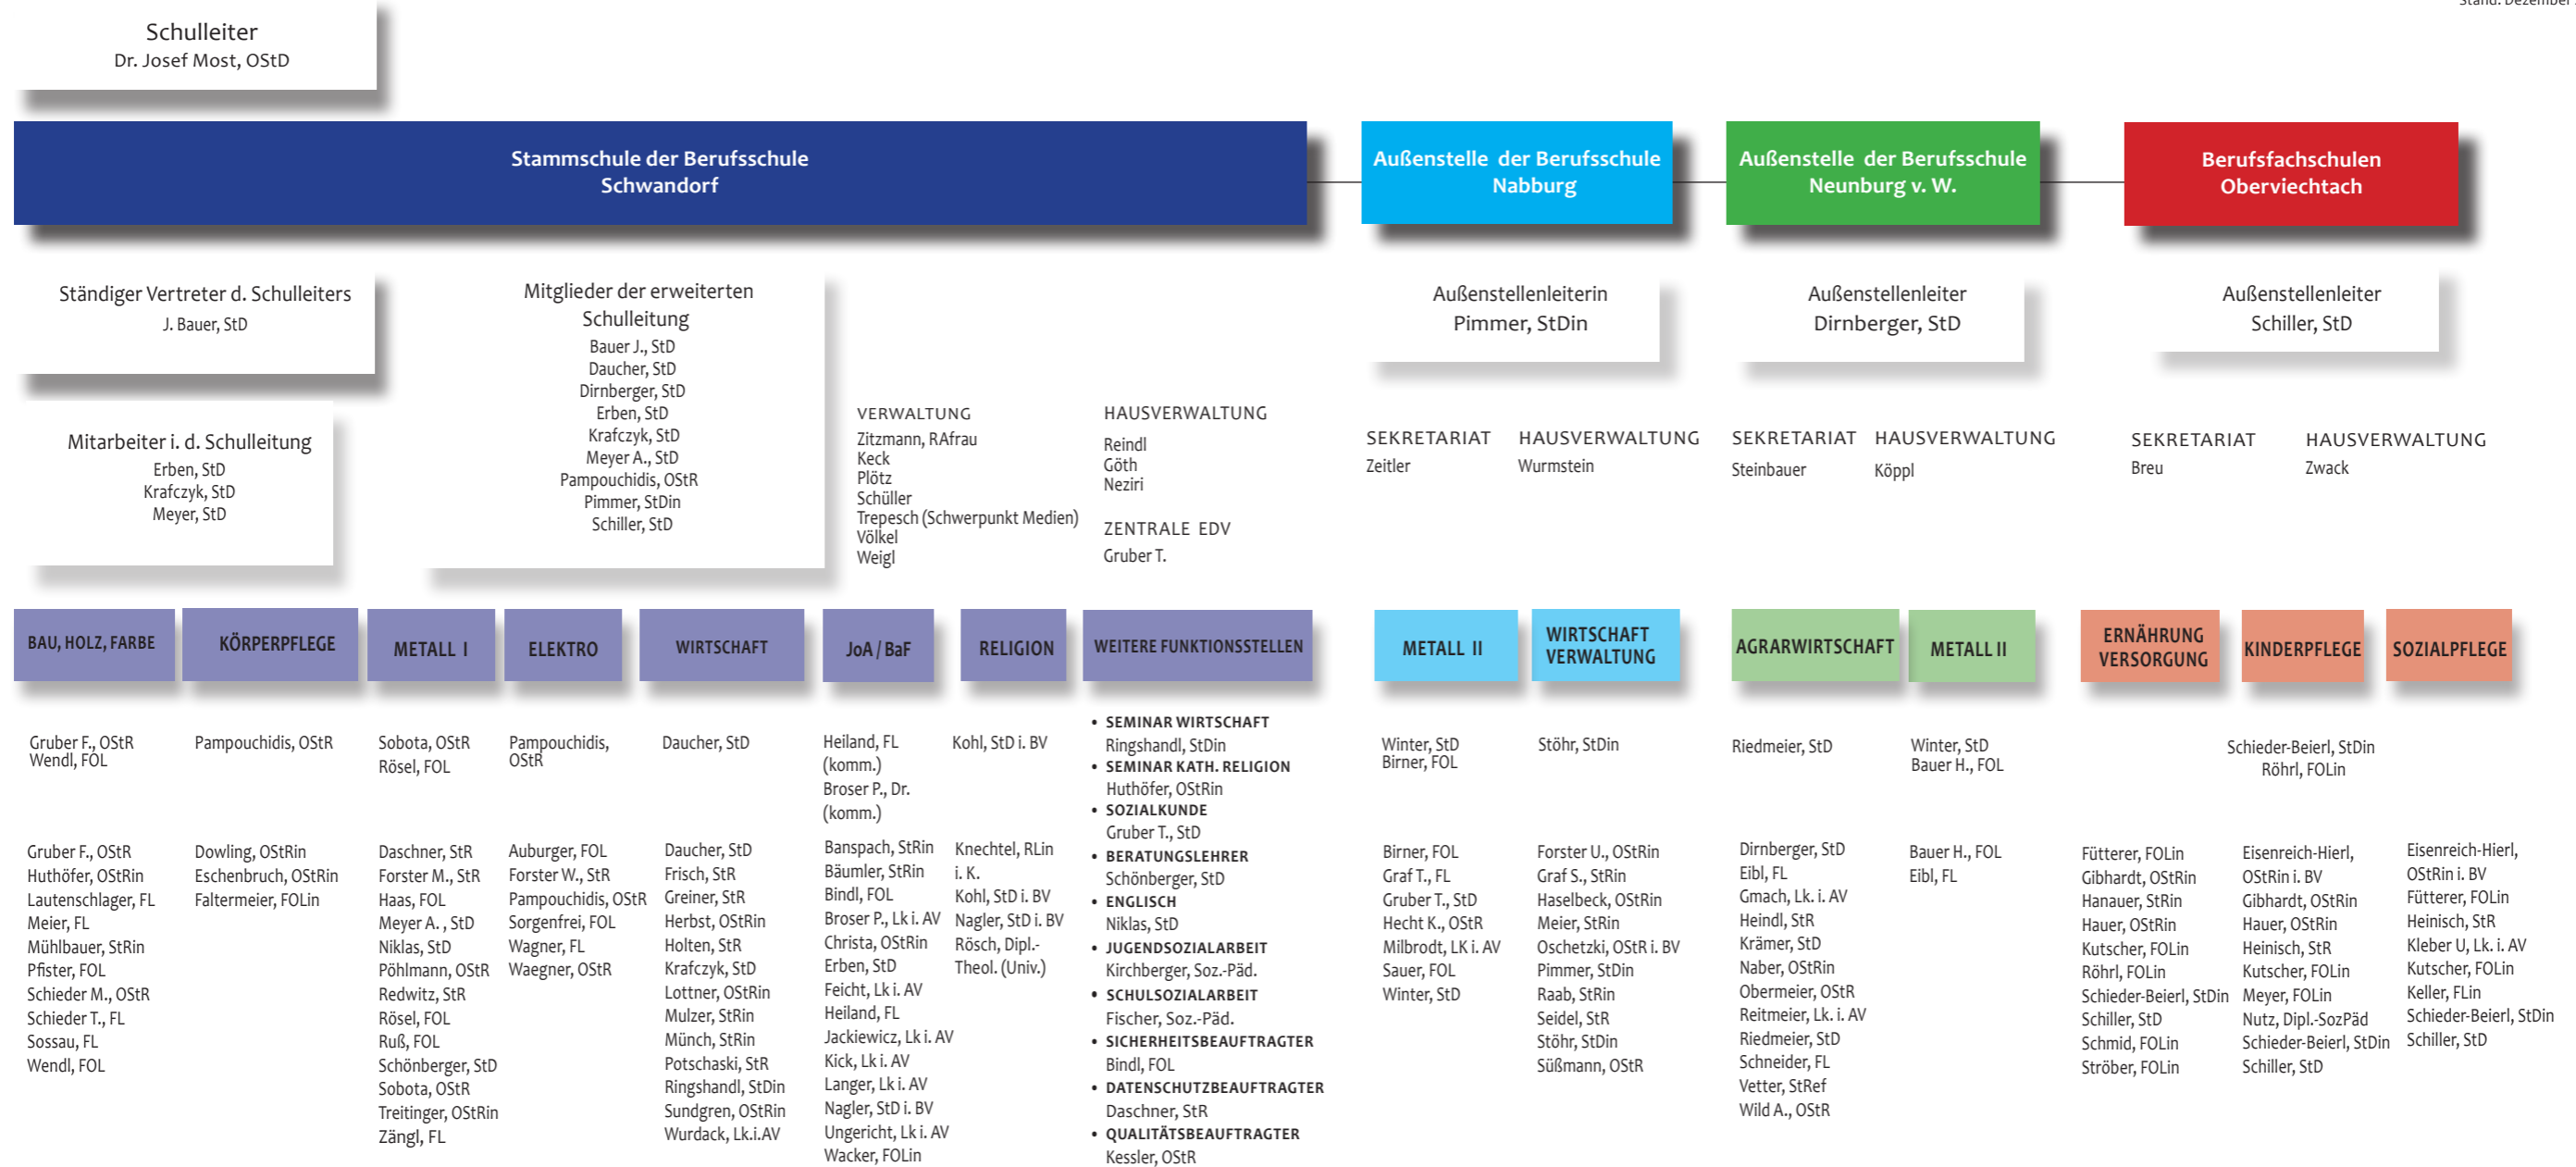 Stand: Dezember
Schulleiter
Dr. Josef Most, OStD
Stammschule der Berufsschule
Schwandorf
Außenstelle der Berufsschule
Nabburg
Außenstelle der Berufsschule
Neunburg v. W.
Berufsfachschulen
Oberviechtach
Ständiger Vertreter d. Schulleiters
J. Bauer, StD
Mitarbeiter i. d. Schulleitung
Erben, StD
Krafczyk, StD
Meyer, StD
Mitglieder der erweiterten
Schulleitung
Bauer J., StD
Daucher, StD
Dirnberger, StD
Erben, StD
Krafczyk, StD
Meyer A., StD
Pampouchidis, OStR
Pimmer, StDin
Schiller, StD
VERWALTUNG
Zitzmann, RAfrau
Keck
Plötz
Schüller
Trepesch (Schwerpunkt Medien)
Völkel
Weigl
HAUSVERWALTUNG
Reindl
Göth
Neziri
ZENTRALE EDV
Gruber T.
Außenstellenleiterin
Pimmer, StDin
SEKRETARIAT
Zeitler
HAUSVERWALTUNG
Wurmstein
Außenstellenleiter
Dirnberger, StD
SEKRETARIAT
Steinbauer
HAUSVERWALTUNG
Köppl
Außenstellenleiter
Schiller, StD
SEKRETARIAT
Breu
HAUSVERWALTUNG
Zwack
BAU, HOLZ, FARBE
Gruber F., OStR
Wendl, FOL
Gruber F., OStR
Huthöfer, OStRin
Lautenschlager, FL
Meier, FL
Mühlbauer, StRin
Pfister, FOL
Schieder M., OStR
Schieder T., FL
Sossau, FL
Wendl, FOL
KÖRPERPFLEGE
Pampouchidis, OStR
Dowling, OStRin
Eschenbruch, OStRin
Faltermeier, FOLin
METALL I
Sobota, OStR
Rösel, FOL
Daschner, StR
Forster M., StR
Haas, FOL
Meyer A. , StD
Niklas, StD
Pöhlmann, OStR
Redwitz, StR
Rösel, FOL
Ruß, FOL
Schönberger, StD
Sobota, OStR
Treitinger, OStRin
Zängl, FL
ELEKTRO
Pampouchidis,
OStR
Auburger, FOL
Forster W., StR
Pampouchidis, OStR
Sorgenfrei, FOL
Wagner, FL
Waegner, OStR
WIRTSCHAFT
Daucher, StD
Daucher, StD
Frisch, StR
Greiner, StR
Herbst, OStRin
Holten, StR
Krafczyk, StD
Lottner, OStRin
Mulzer, StRin
Münch, StRin
Potschaski, StR
Ringshandl, StDin
Sundgren, OStRin
Wurdack, Lk.i.AV
JoA / BaF
Heiland, FL
(komm.)
Broser P., Dr.
(komm.)
Banspach, StRin
Bäumler, StRin
Bindl, FOL
Broser P., Lk i. AV
Christa, OStRin
Erben, StD
Feicht, Lk i. AV
Heiland, FL
Jackiewicz, Lk i. AV
Kick, Lk i. AV
Langer, Lk i. AV
Nagler, StD i. BV
Ungericht, Lk i. AV
Wacker, FOLin
RELIGION
Kohl, StD i. BV
Knechtel, RLin
i. K.
Kohl, StD i. BV
Nagler, StD i. BV
Rösch, Dipl.-
Theol. (Univ.)
WEITERE FUNKTIONSSTELLEN
• SEMINAR WIRTSCHAFT
Ringshandl, StDin
• SEMINAR KATH. RELIGION
Huthöfer, OStRin
• SOZIALKUNDE
Gruber T., StD
• BERATUNGSLEHRER
Schönberger, StD
• ENGLISCH
Niklas, StD
• JUGENDSOZIALARBEIT
Kirchberger, Soz.-Päd.
• SCHULSOZIALARBEIT
Fischer, Soz.-Päd.
• SICHERHEITSBEAUFTRAGTER
Bindl, FOL
• DATENSCHUTZBEAUFTRAGTER
Daschner, StR
• QUALITÄTSBEAUFTRAGTER
Kessler, OStR
METALL II
Winter, StD
Birner, FOL
Birner, FOL
Graf T., FL
Gruber T., StD
Hecht K., OStR
Milbrodt, LK i. AV
Sauer, FOL
Winter, StD
WIRTSCHAFT
VERWALTUNG
Stöhr, StDin
Forster U., OStRin
Graf S., StRin
Haselbeck, OStRin
Meier, StRin
Oschetzki, OStR i. BV
Pimmer, StDin
Raab, StRin
Seidel, StR
Stöhr, StDin
Süßmann, OStR
AGRARWIRTSCHAFT
Riedmeier, StD
Dirnberger, StD
Eibl, FL
Gmach, Lk. i. AV
Heindl, StR
Krämer, StD
Naber, OStRin
Obermeier, OStR
Reitmeier, Lk. i. AV
Riedmeier, StD
Schneider, FL
Vetter, StRef
Wild A., OStR
METALL II
Winter, StD
Bauer H., FOL
Bauer H., FOL
Eibl, FL
ERNÄHRUNG
VERSORGUNG
KINDERPFLEGE
SOZIALPFLEGE
Schieder-Beierl, StDin
Röhrl, FOLin
Fütterer, FOLin
Gibhardt, OStRin
Hanauer, StRin
Hauer, OStRin
Kutscher, FOLin
Röhrl, FOLin
Schieder-Beierl, StDin
Schiller, StD
Schmid, FOLin
Ströber, FOLin
Eisenreich-Hierl,
OStRin i. BV
Gibhardt, OStRin
Hauer, OStRin
Heinisch, StR
Kutscher, FOLin
Meyer, FOLin
Nutz, Dipl.-SozPäd
Schieder-Beierl, StDin
Schiller, StD
Eisenreich-Hierl,
OStRin i. BV
Fütterer, FOLin
Heinisch, StR
Kleber U, Lk. i. AV
Kutscher, FOLin
Keller, FLin
Schieder-Beierl, StDin
Schiller, StD